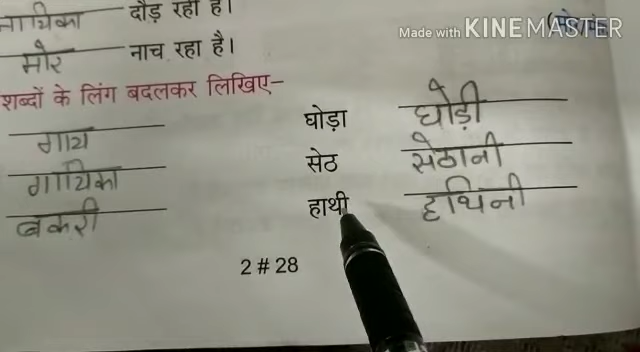 नायिका दौड़ रही है।
Made with KINEMASTER
मोर नाच रहा है।
शब्दों के लिंग बदलकर लिखिए–
गाय
गायिका
बकरी
घोड़ा घोड़ी
सेठ सेठानी
हाथी हथिनी
2 # 28